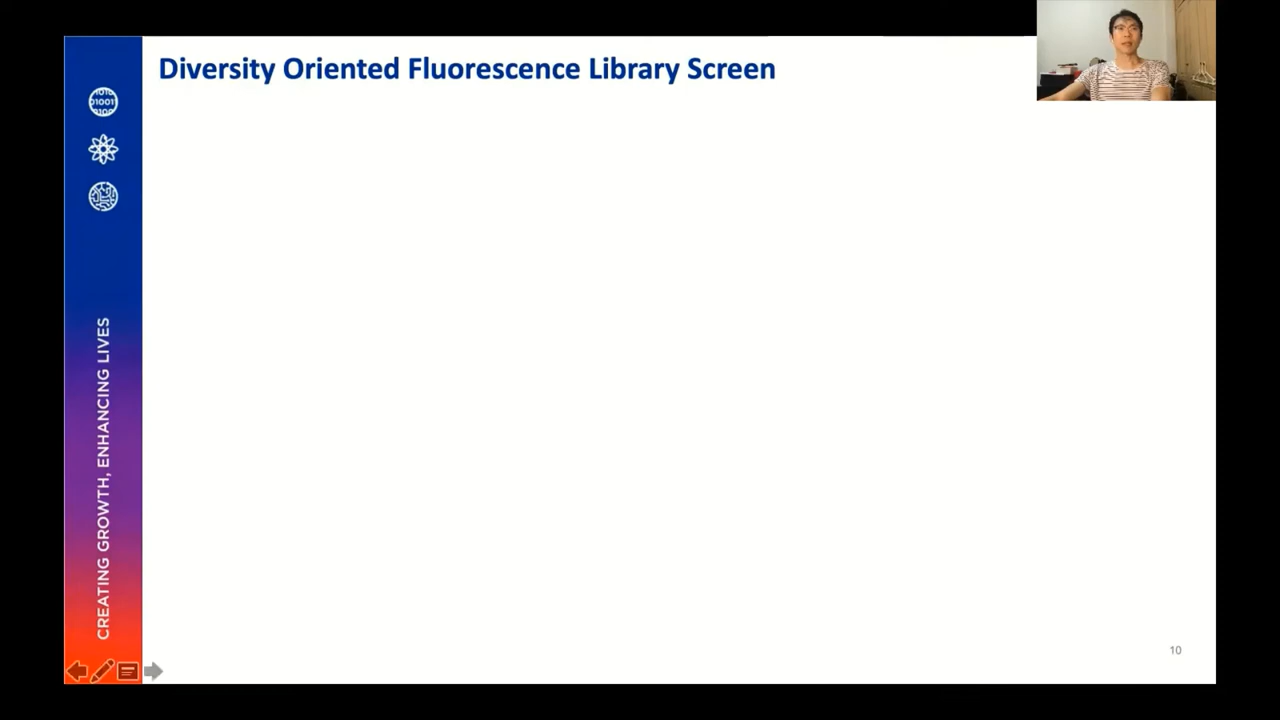 Diversity Oriented Fluorescence Library Screen
CREATING GROWTH, ENHANCING LIVES
10